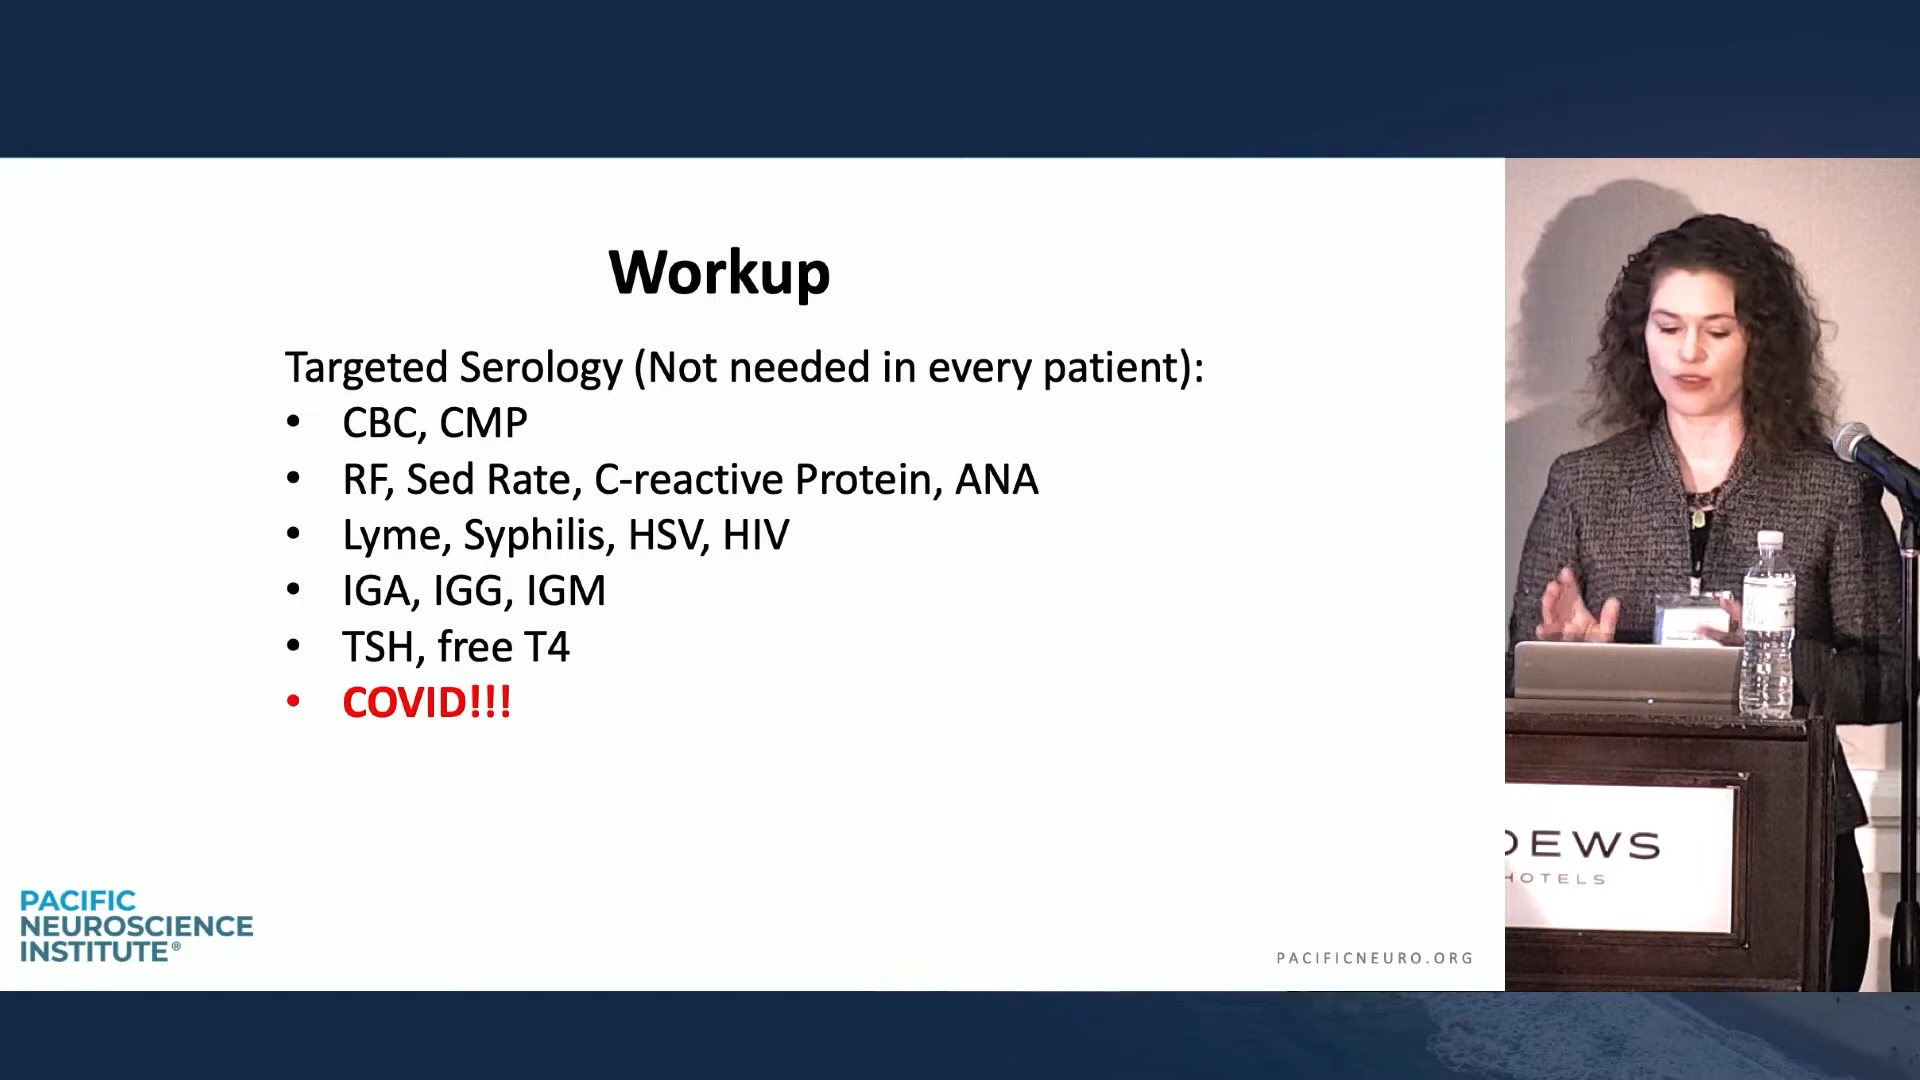 Workup
Targeted Serology (Not needed in every patient):
• CBC, CMP
• RF, Sed Rate, C-reactive Protein, ANA
• Lyme, Syphilis, HSV, HIV
• IGA, IGG, IGM
• TSH, free T4
• COVID!!!
PACIFIC
NEUROSCIENCE
INSTITUTE®
PACIFICNEURO.ORG
OEWS
HOTELS